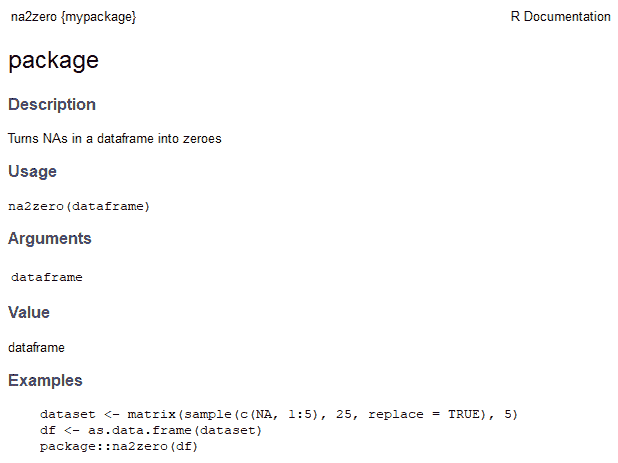 na2zero {mypackage} R Documentation
package
Description
Turns NAs in a dataframe into zeroes
Usage
na2zero(dataframe)
Arguments
dataframe
Value
dataframe
Examples
dataset <- matrix(sample(c(NA, 1:5), 25, replace = TRUE), 5)
df <- as.data.frame(dataset)
package::na2zero(df)